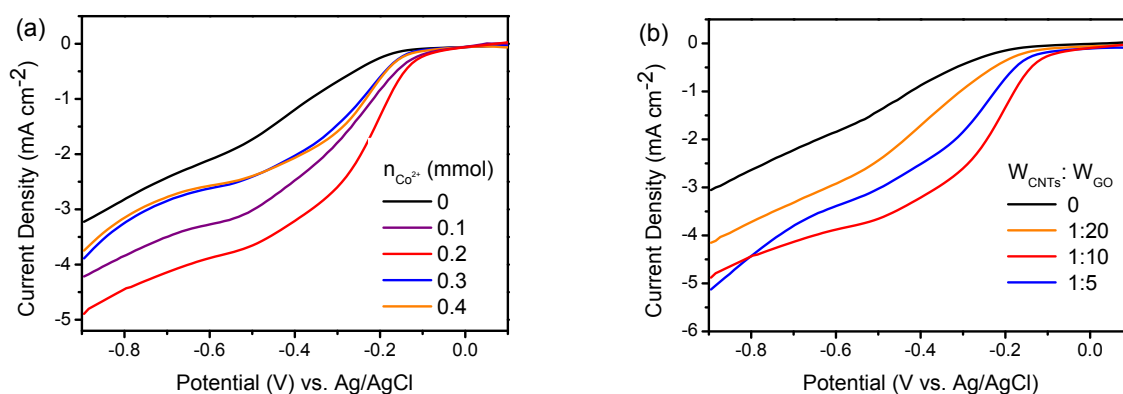 (a)
0
-1
-2
-3
-4
-5
Current Density (mA cm⁻²)
n_Co²⁺ (mmol)
0
0.1
0.2
0.3
0.4
-0.8 -0.6 -0.4 -0.2 0.0
Potential (V) vs. Ag/AgCl
(b)
0
-1
-2
-3
-4
-5
-6
Current Density (mA cm⁻²)
W_CNTs: W_GO
0
1:20
1:10
1:5
-0.8 -0.6 -0.4 -0.2 0.0
Potential (V vs. Ag/AgCl)